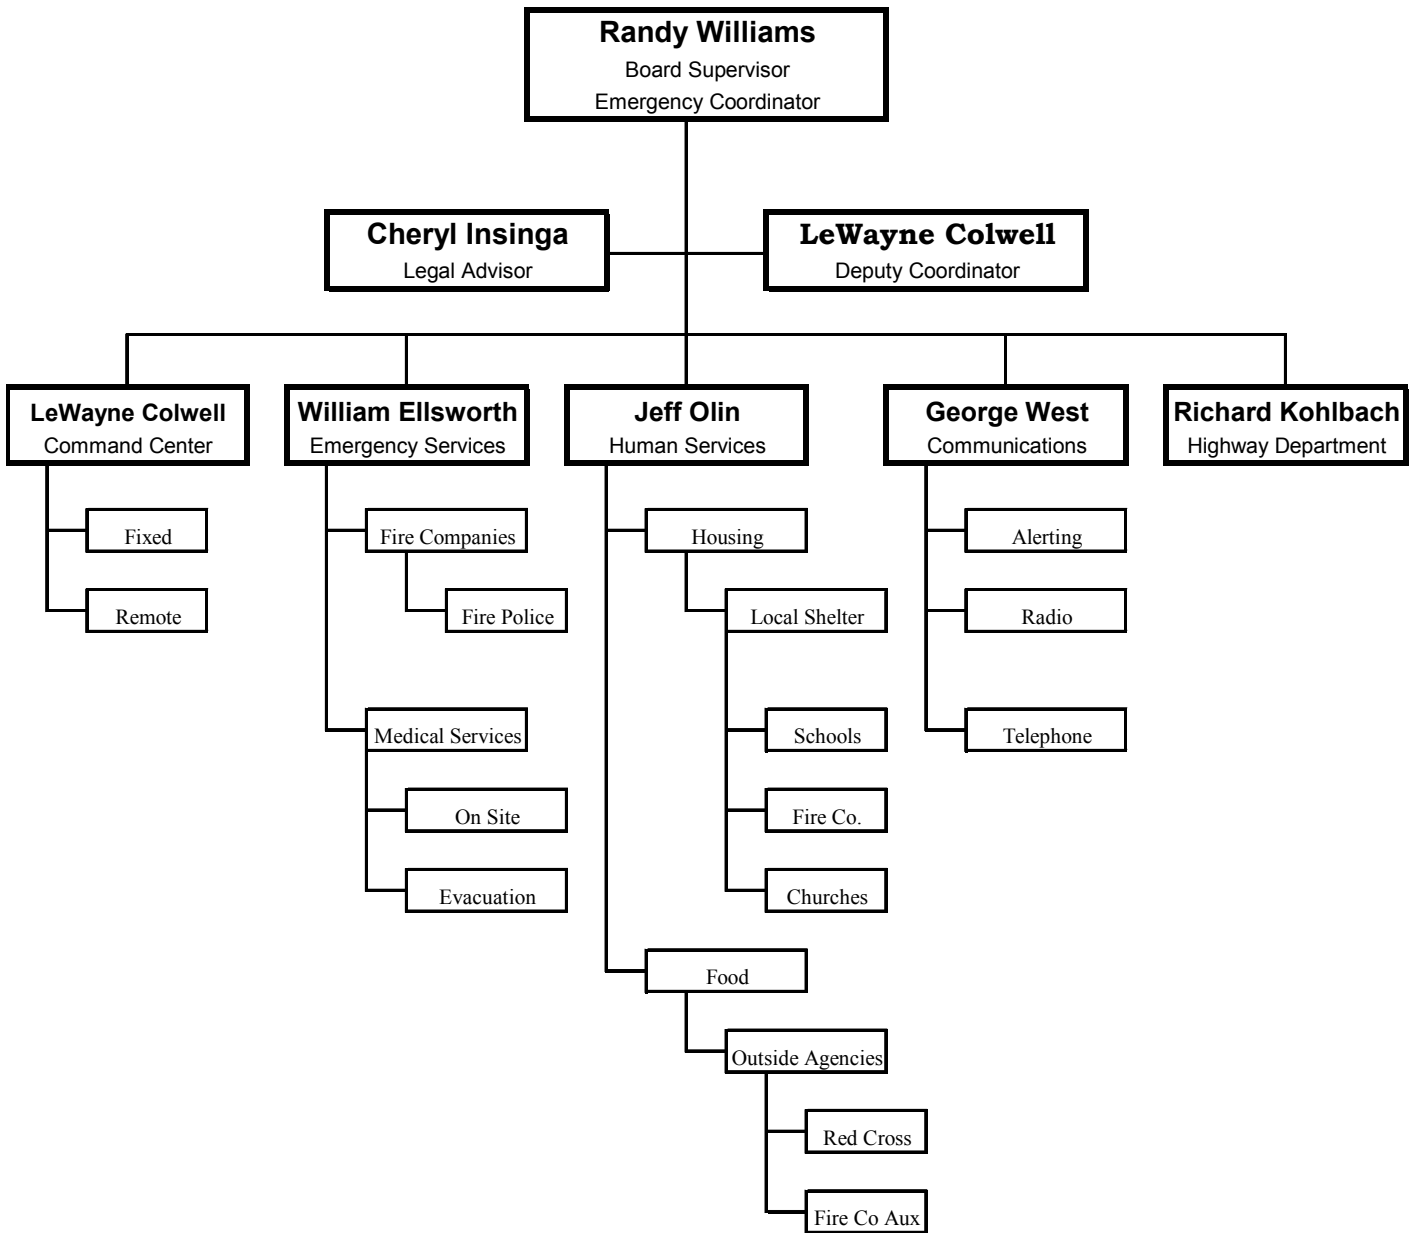 Randy Williams
Board Supervisor
Emergency Coordinator
Cheryl Insinga
Legal Advisor
LeWayne Colwell
Deputy Coordinator
LeWayne Colwell
Command Center
William Ellsworth
Emergency Services
Jeff Olin
Human Services
George West
Communications
Richard Kohlbach
Highway Department
Fixed
Remote
Fire Companies
Fire Police
Medical Services
On Site
Evacuation
Housing
Local Shelter
Schools
Fire Co.
Churches
Food
Outside Agencies
Red Cross
Fire Co Aux
Alerting
Radio
Telephone